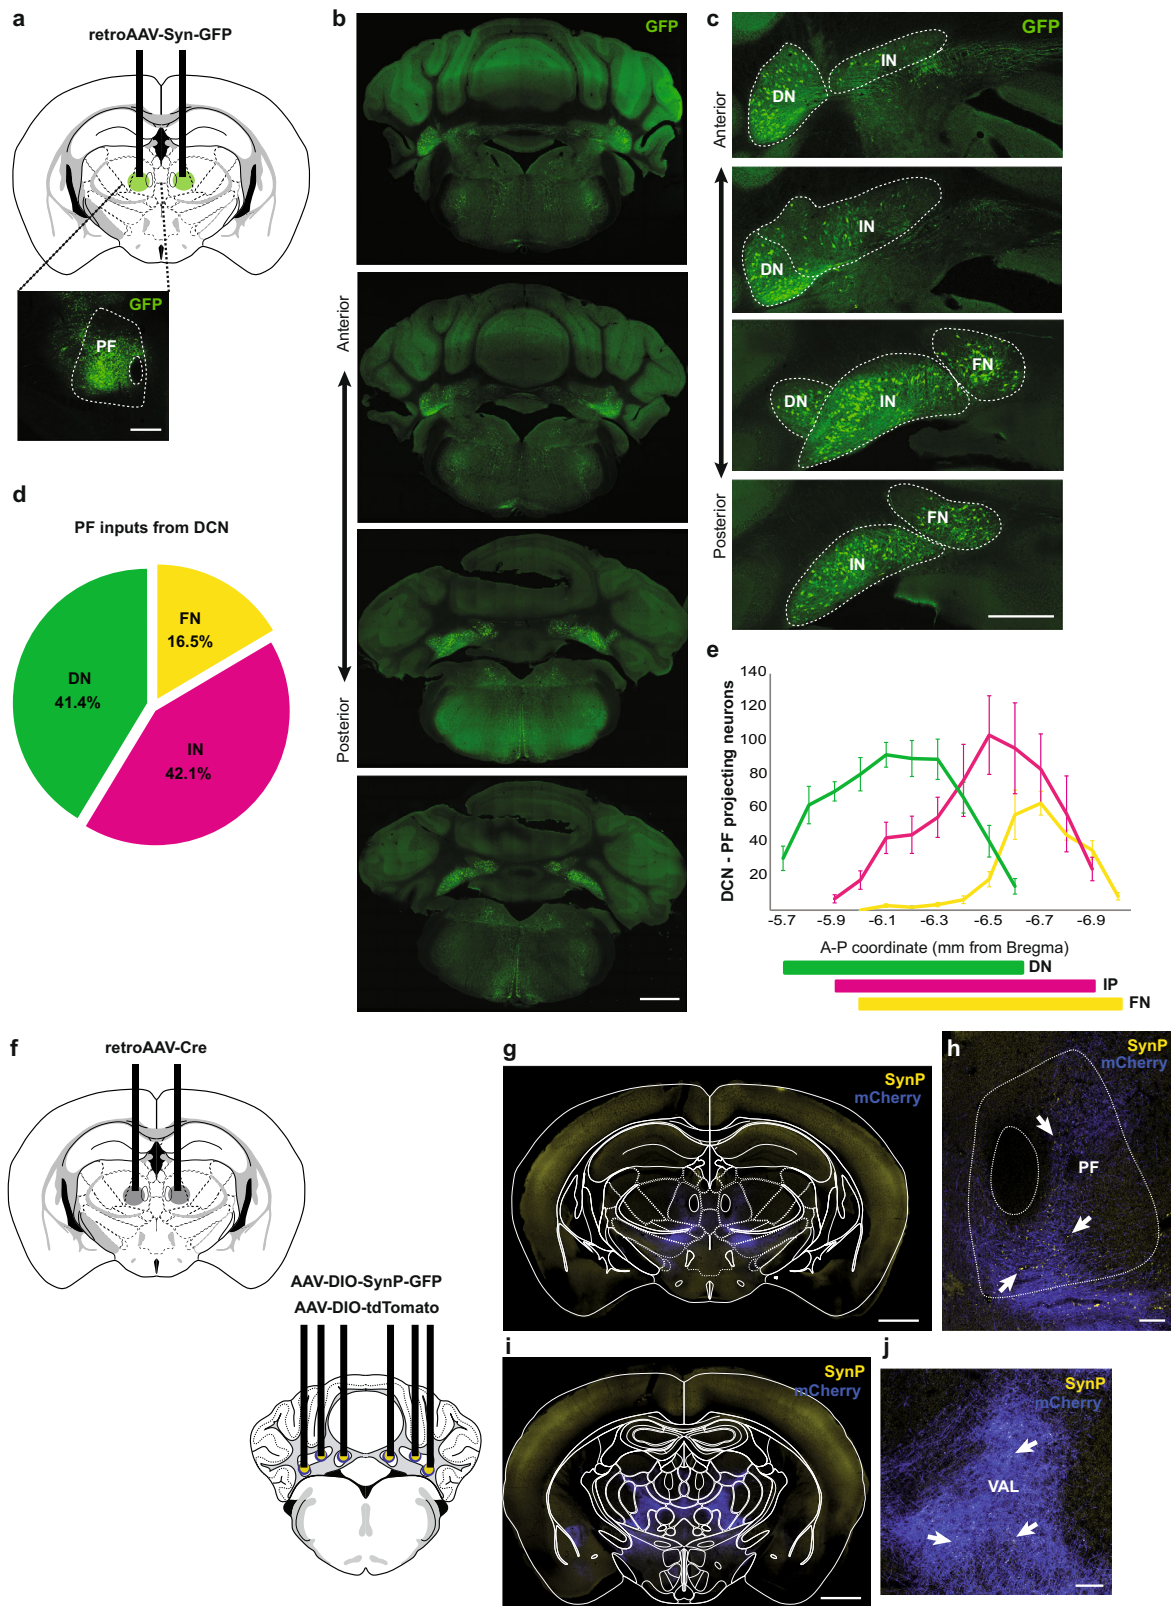 a
retroAAV-Syn-GFP
GFP
PF
b
GFP
Anterior
Posterior
c
GFP
IN
DN
Anterior
IN
DN
FN
DN
IN
Posterior
FN
IN
d
PF inputs from DCN
FN
16.5%
DN
41.4%
IN
42.1%
e
DCN - PF projecting neurons
140
120
100
80
60
40
20
-5.7 -5.9 -6.1 -6.3 -6.5 -6.7 -6.9
A-P coordinate (mm from Bregma)
DN
IP
FN
f
retroAAV-Cre
AAV-DIO-SynP-GFP
AAV-DIO-tdTomato
g
SynP
mCherry
h
SynP
mCherry
PF
i
SynP
mCherry
j
SynP
mCherry
VAL